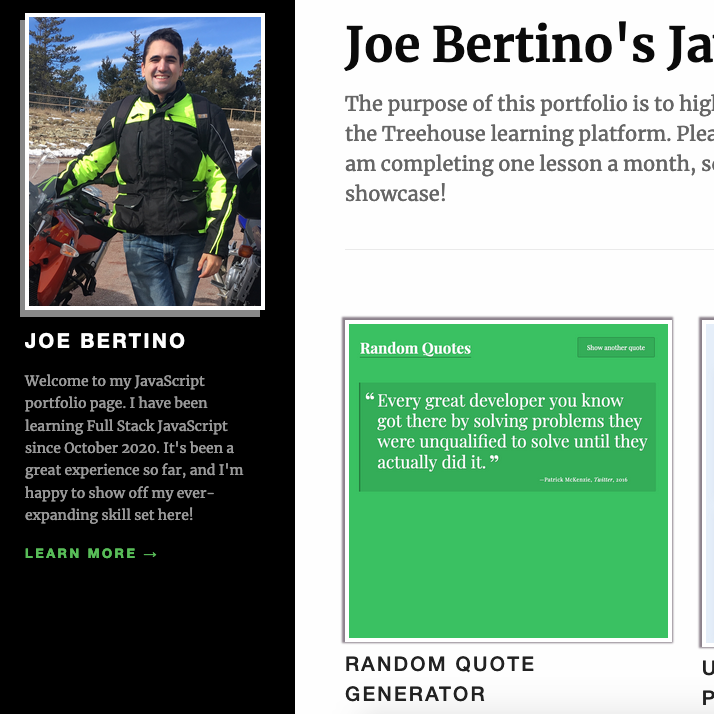 JOE BERTINO
Welcome to my JavaScript
portfolio page. I have been
learning Full Stack JavaScript
since October 2020. It's been a
great experience so far, and I'm
happy to show off my ever-
expanding skill set here!
LEARN MORE →
Joe Bertino's Ja
The purpose of this portfolio is to hig
the Treehouse learning platform. Plea
am completing one lesson a month, s
showcase!
Random Quotes
Show another quote
“ Every great developer you know
got there by solving problems they
were unqualified to solve until they
actually did it. ”
—Patrick McKenzie, Twitter, 2016
RANDOM QUOTE
GENERATOR
U
P